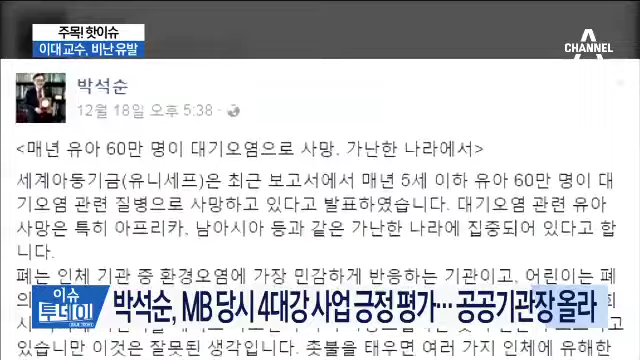 주목! 핫이슈
이대 교수, 비난 유발
CHANNEL A
박석순
12월 18일 오후 5:38
<매년 유아 60만 명이 대기오염으로 사망. 가난한 나라에서>
세계아동기금(유니세프)은 최근 보고서에서 매년 5세 이하 유아 60만 명이 대
기오염 관련 질병으로 사망하고 있다고 발표하였습니다. 대기오염 관련 유아
사망은 특히 아프리카, 남아시아 등과 같은 가난한 나라에 집중되어 있다고 합
니다.
폐는 인체 기관 중 환경오염에 가장 민감하게 반응하는 기관이고, 어린이는 폐
의
이슈
투데이
박석순, MB 당시 4대강 사업 긍정 평가… 공공기관장 올라
시
있습니만 이것은 잘못된 생각입니다. 촛불을 태우면 여러 가지 인체에 유해한